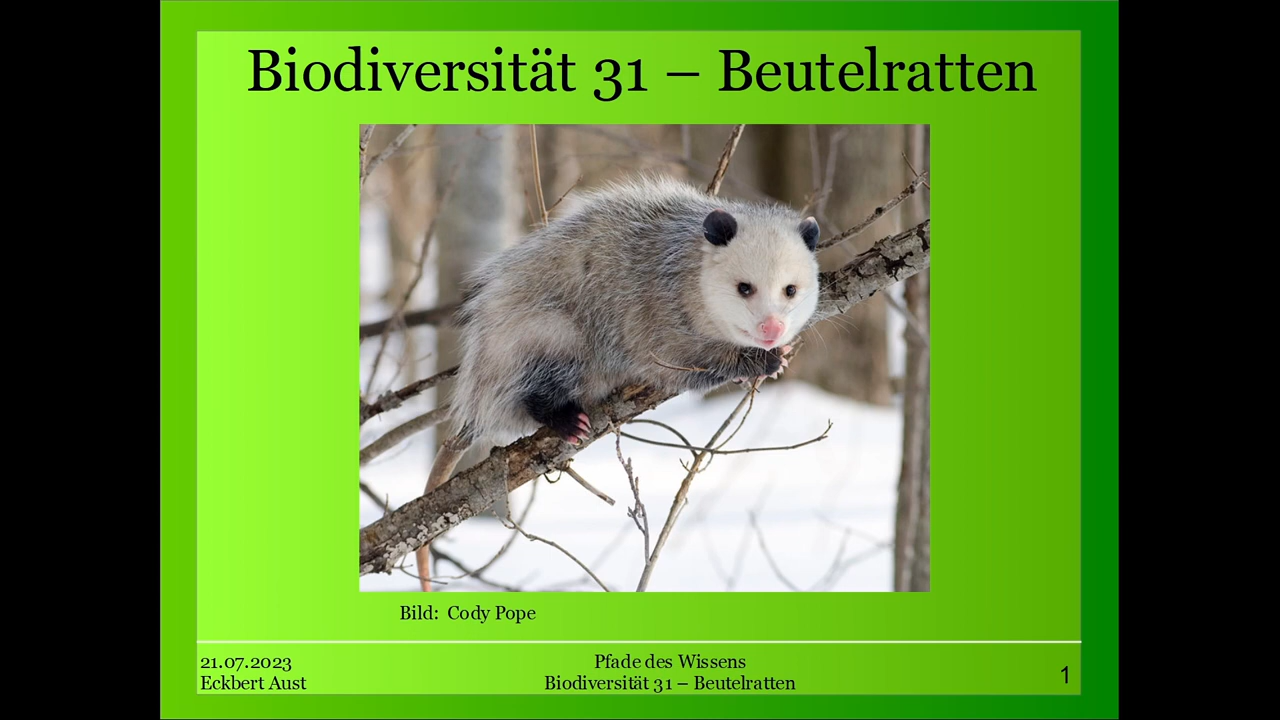 Biodiversität 31 – Beutelratten
Bild: Cody Pope
21.07.2023
Eckbert Aust
Pfade des Wissens
Biodiversität 31 – Beutelratten
1